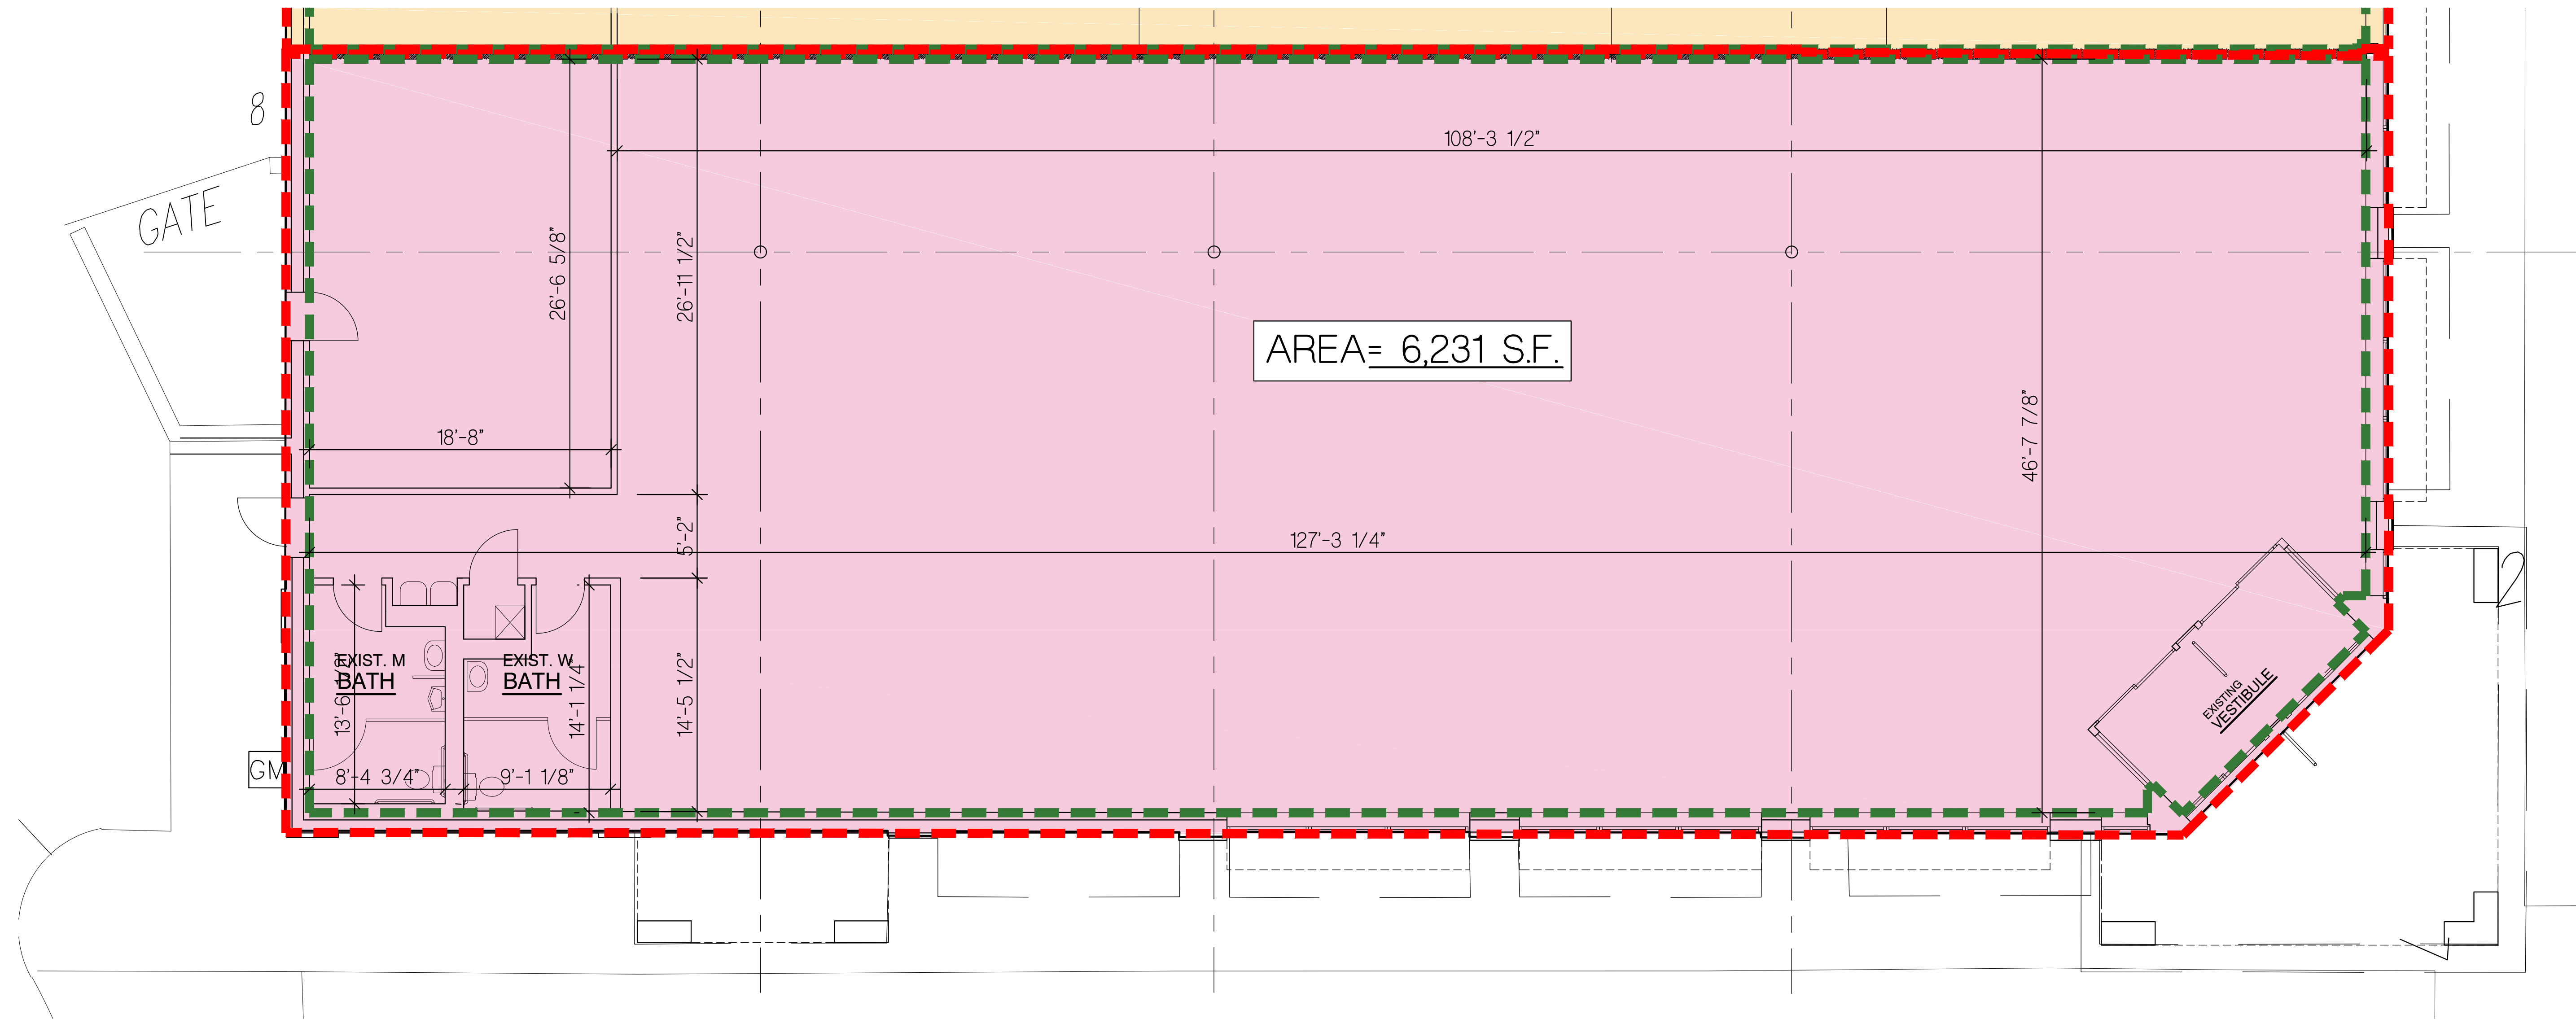 8
108'-3 1/2"
GATE
26'-6 5/8"
26'-11 1/2"
AREA= 6,231 S.F.
18'-8"
46'-7 7/8"
5'-2"
127'-3 1/4"
2
EXIST. M
BATH
EXIST. W
BATH
14'-1 1/4
14'-5 1/2"
EXISTING
VESTIBULE
GM
8'-4 3/4"
9'-1 1/8"